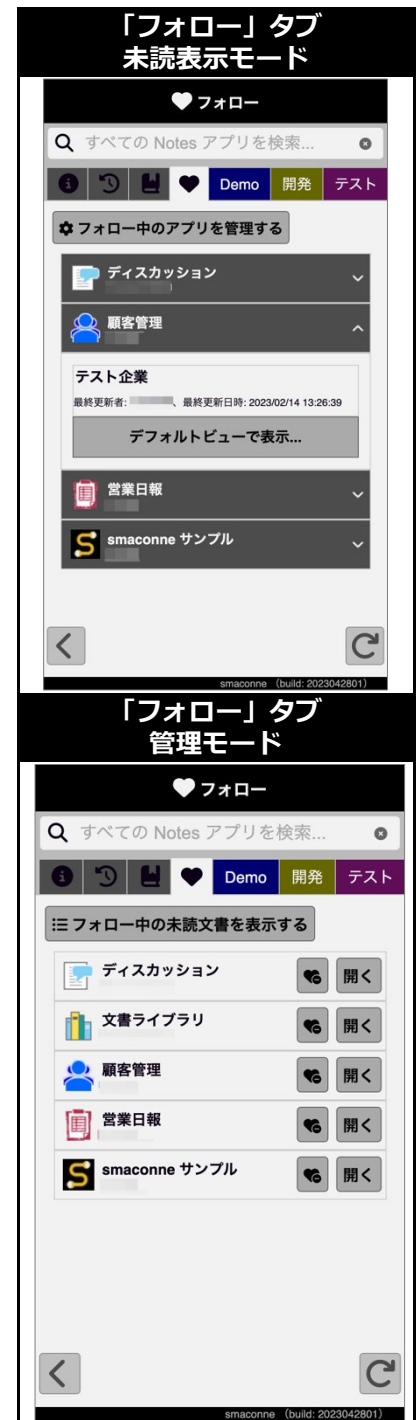 「フォロー」タブ
未読表示モード
フォロー
すべての Notes アプリを検索...
Demo 開発 テスト
フォロー中のアプリを管理する
ディスカッション
顧客管理
テスト企業
最終更新者: 、最終更新日時: 2023/02/14 13:26:39
デフォルトビューで表示...
営業日報
smaconne サンプル
smaconne （build: 2023042801）
「フォロー」タブ
管理モード
フォロー
すべての Notes アプリを検索...
Demo 開発 テスト
フォロー中の未読文書を表示する
ディスカッション 開く
文書ライブラリ 開く
顧客管理 開く
営業日報 開く
smaconne サンプル 開く
smaconne （build: 2023042801）